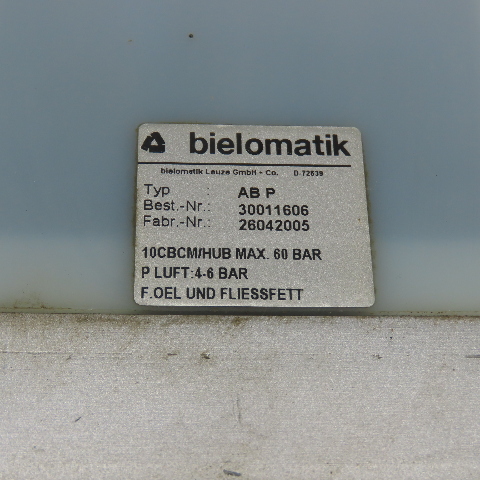 bielomatik
bielomatik Leuze GmbH + Co. D-72639
Typ : AB P
Best.-Nr.: 30011606
Fabr.-Nr.: 26042005
10CBCM/HUB MAX. 60 BAR
P LUFT:4-6 BAR
F.OEL UND FLIESSFETT